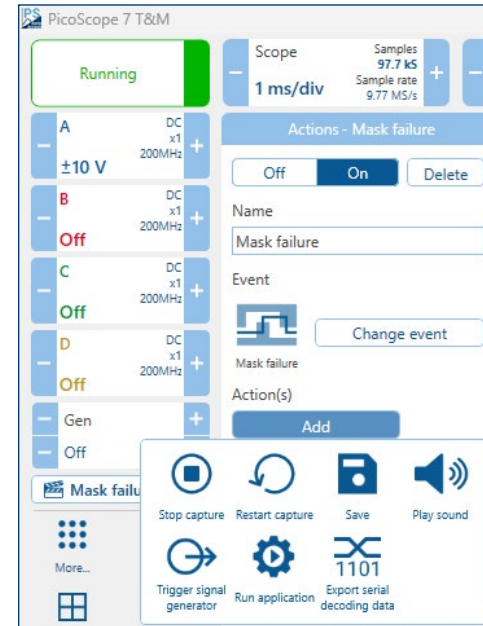 PS
PicoScope 7 T&M
Running
Scope
1 ms/div
Samples
97.7 kS
Sample rate
9.77 MS/s
A
±10 V
DC
x1
200MHz
B
Off
DC
x1
200MHz
C
Off
DC
x1
200MHz
D
Off
DC
x1
200MHz
Gen
Off
Mask failu
More...
Actions - Mask failure
Off
On
Delete
Name
Mask failure
Event
Mask failure
Change event
Action(s)
Add
Stop capture
Restart capture
Save
Play sound
Trigger signal
generator
Run application
1101
Export serial
decoding data